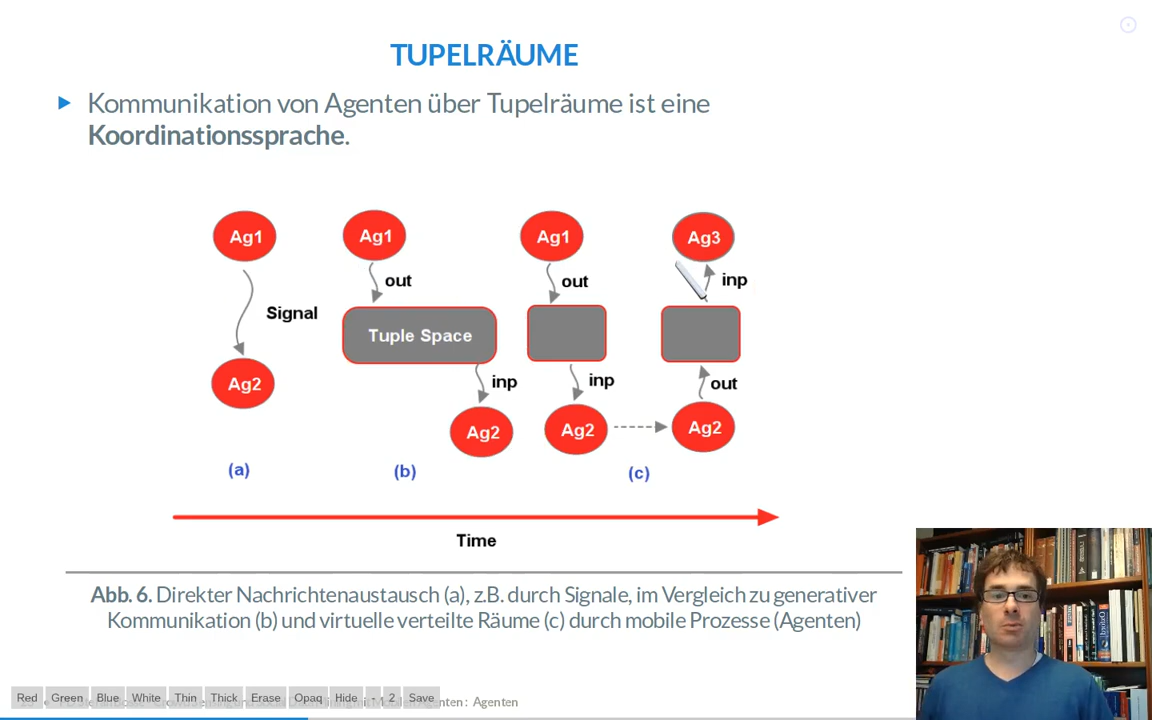 TUPELRÄUME
Kommunikation von Agenten über Tupelräume ist eine
Koordinationssprache.
Ag1
Ag1
Ag1
Ag3
out
out
inp
Signal
Tuple Space
inp
inp
out
Ag2
Ag2
Ag2
Ag2
(a)
(b)
(c)
Time
Abb. 6. Direkter Nachrichtenaustausch (a), z.B. durch Signale, im Vergleich zu generativer
Kommunikation (b) und virtuelle verteilte Räume (c) durch mobile Prozesse (Agenten)
Red Green Blue White Thin Thick Erase Opaq Hide - 2 Save
: Agenten